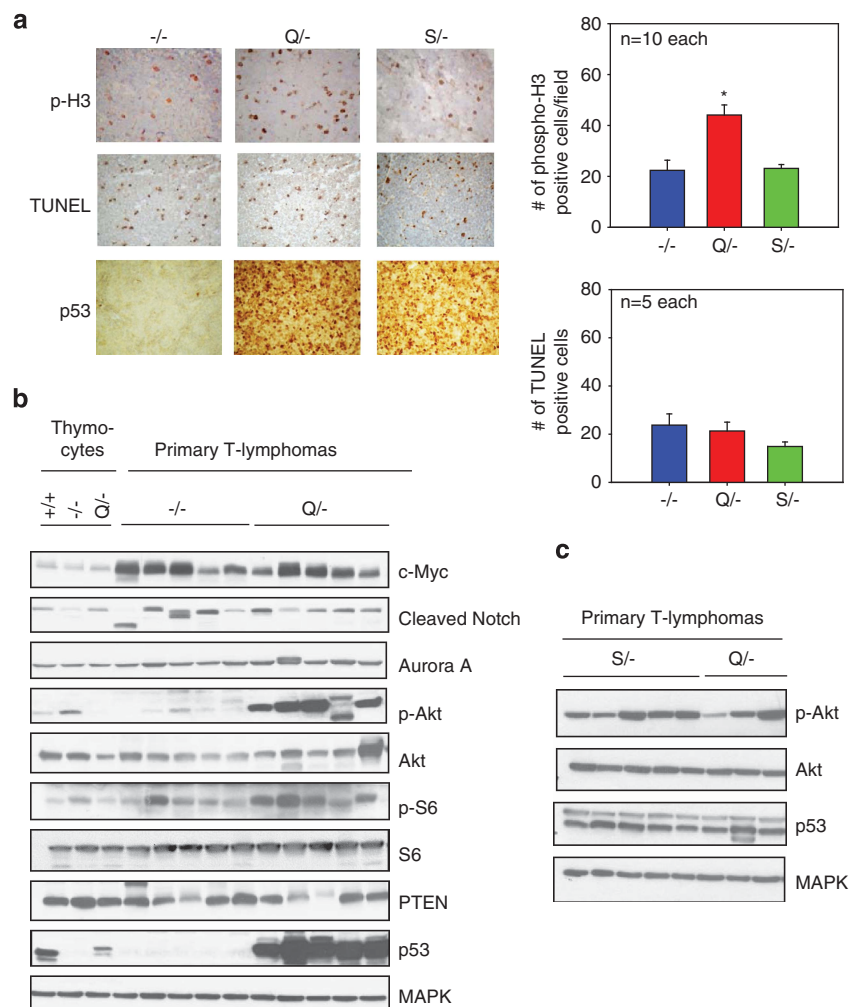 a
-/- Q/- S/-
p-H3
TUNEL
p53
n=10 each
# of phospho-H3
positive cells/field
80
60
40
20
0
*
-/- Q/- S/-
n=5 each
# of TUNEL
positive cells
80
60
40
20
0
-/- Q/- S/-
b
Thymo-
cytes
Primary T-lymphomas
+/+ -/- Q/- -/- Q/-
c-Myc
Cleaved Notch
Aurora A
p-Akt
Akt
p-S6
S6
PTEN
p53
MAPK
c
Primary T-lymphomas
S/- Q/-
p-Akt
Akt
p53
MAPK